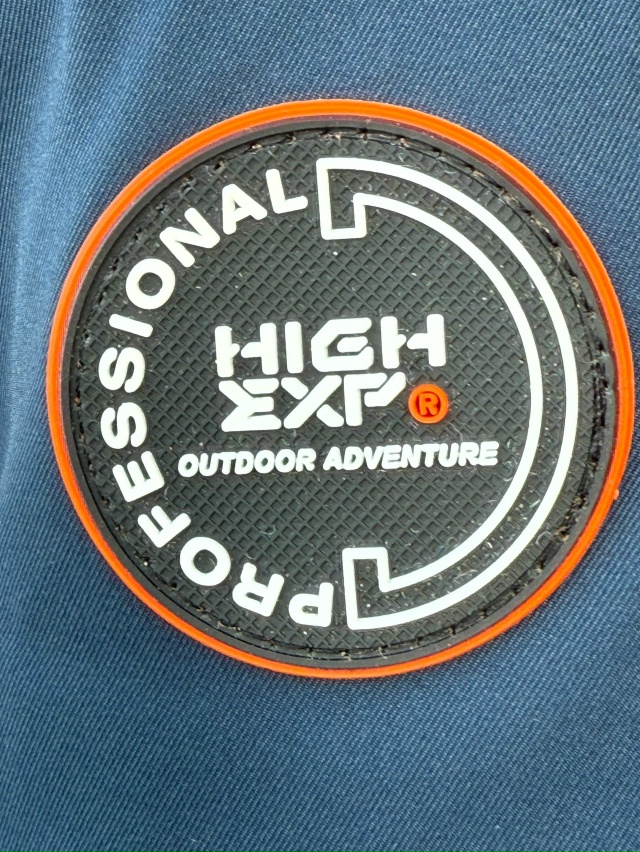 PROFESSIONAL
HIGH
EXP®
OUTDOOR ADVENTURE